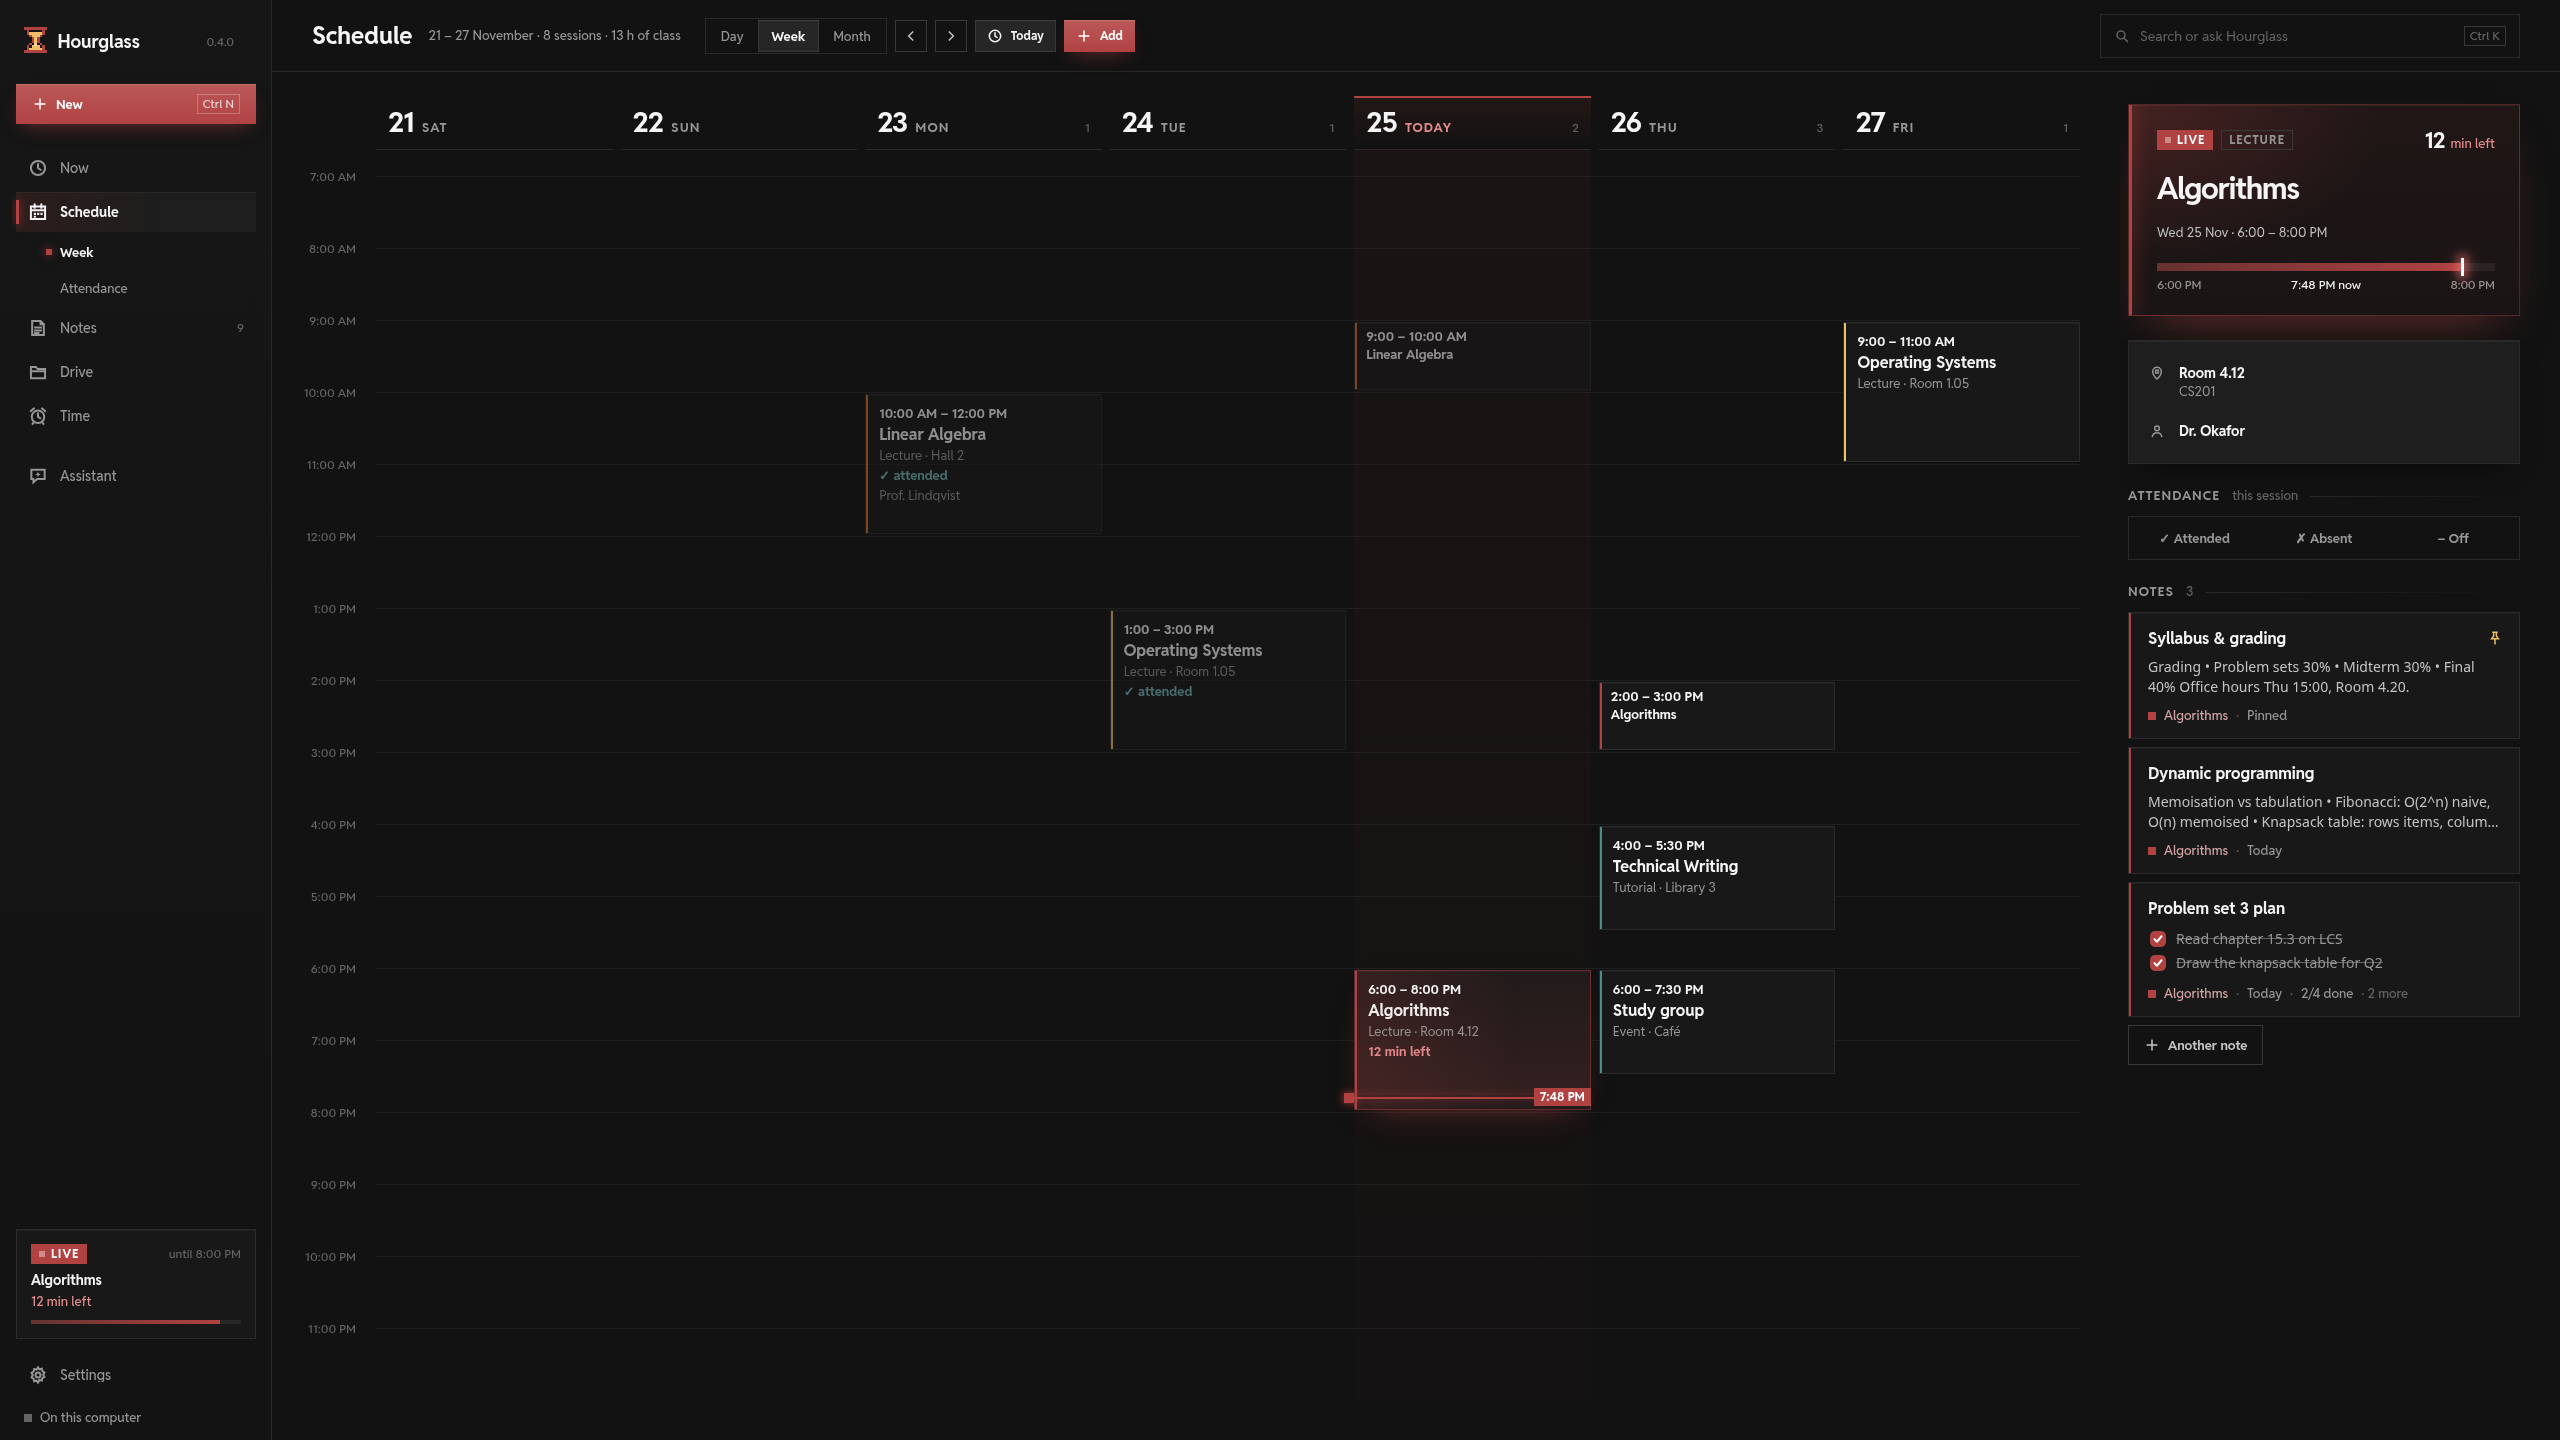 Hourglass
0.4.0
New
Ctrl N
Now
Schedule
Week
Attendance
Notes
9
Drive
Time
Assistant
LIVE
until 8:00 PM
Algorithms
12 min left
Settings
On this computer
Schedule
21 – 27 November · 8 sessions · 13 h of class
Day
Week
Month
Today
Add
Search or ask Hourglass
Ctrl K
21 SAT
22 SUN
23 MON
1
24 TUE
1
25 TODAY
2
26 THU
3
27 FRI
1
7:00 AM
8:00 AM
9:00 AM
10:00 AM
11:00 AM
12:00 PM
1:00 PM
2:00 PM
3:00 PM
4:00 PM
5:00 PM
6:00 PM
7:00 PM
8:00 PM
9:00 PM
10:00 PM
11:00 PM
10:00 AM – 12:00 PM
Linear Algebra
Lecture · Hall 2
✓ attended
Prof. Lindqvist
1:00 – 3:00 PM
Operating Systems
Lecture · Room 1.05
✓ attended
9:00 – 10:00 AM
Linear Algebra
6:00 – 8:00 PM
Algorithms
Lecture · Room 4.12
12 min left
7:48 PM
2:00 – 3:00 PM
Algorithms
4:00 – 5:30 PM
Technical Writing
Tutorial · Library 3
6:00 – 7:30 PM
Study group
Event · Café
9:00 – 11:00 AM
Operating Systems
Lecture · Room 1.05
LIVE
LECTURE
12 min left
Algorithms
Wed 25 Nov · 6:00 – 8:00 PM
6:00 PM
7:48 PM now
8:00 PM
Room 4.12
CS201
Dr. Okafor
ATTENDANCE this session
✓ Attended
✗ Absent
– Off
NOTES 3
Syllabus & grading
Grading • Problem sets 30% • Midterm 30% • Final
40% Office hours Thu 15:00, Room 4.20.
Algorithms · Pinned
Dynamic programming
Memoisation vs tabulation • Fibonacci: O(2^n) naive,
O(n) memoised • Knapsack table: rows items, colum...
Algorithms · Today
Problem set 3 plan
Read chapter 15.3 on LCS
Draw the knapsack table for Q2
Algorithms · Today · 2/4 done · 2 more
Another note